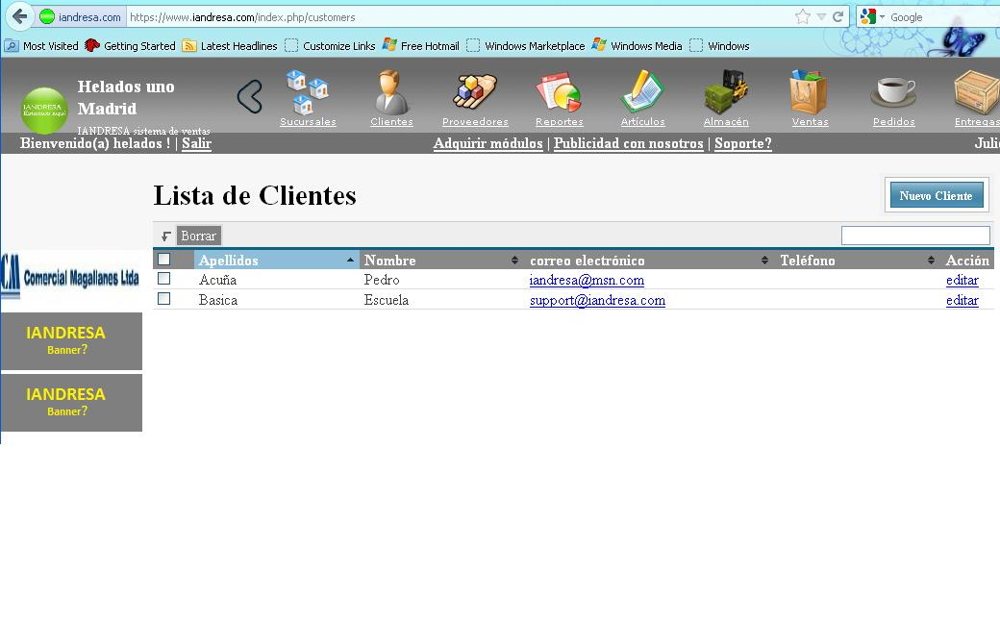 iandresa.com
https://www.iandresa.com/index.php/customers
Google
Most Visited Getting Started Latest Headlines Customize Links Free Hotmail Windows Marketplace Windows Media Windows
IANDRESA
Estamos aquí
Helados uno
Madrid
IANDRESA sistema de ventas
Sucursales Clientes Proveedores Reportes Artículos Almacén Ventas Pedidos Entregas
Bienvenido(a) helados ! | Salir
Adquirir módulos | Publicidad con nosotros | Soporte?
Juli
Lista de Clientes
Nuevo Cliente
Borrar
Apellidos Nombre correo electrónico Teléfono Acción
Acuña Pedro iandresa@msn.com editar
Basica Escuela support@iandresa.com editar
CM Comercial Magallanes Ltda
IANDRESA
Banner?
IANDRESA
Banner?